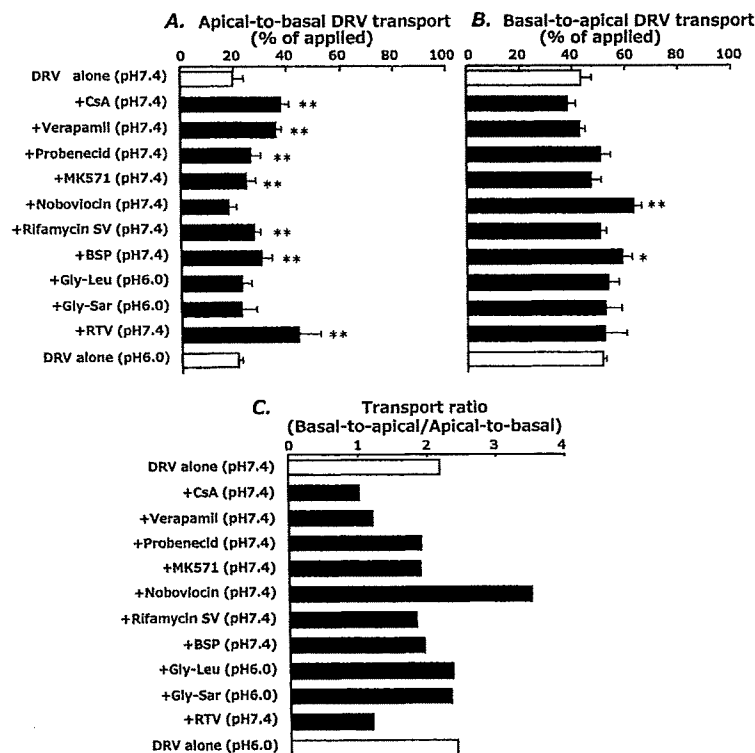 A. Apical-to-basal DRV transport
(% of applied)
0 20 40 60 80 100
DRV alone (pH7.4)
+CsA (pH7.4)
+Verapamil (pH7.4)
+Probenecid (pH7.4)
+MK571 (pH7.4)
+Noboviocin (pH7.4)
+Rifamycin SV (pH7.4)
+BSP (pH7.4)
+Gly-Leu (pH6.0)
+Gly-Sar (pH6.0)
+RTV (pH7.4)
DRV alone (pH6.0)
**
**
**
**
**
**
**
B. Basal-to-apical DRV transport
(% of applied)
0 20 40 60 80 100
**
*
C. Transport ratio
(Basal-to-apical/Apical-to-basal)
0 1 2 3 4
DRV alone (pH7.4)
+CsA (pH7.4)
+Verapamil (pH7.4)
+Probenecid (pH7.4)
+MK571 (pH7.4)
+Noboviocin (pH7.4)
+Rifamycin SV (pH7.4)
+BSP (pH7.4)
+Gly-Leu (pH6.0)
+Gly-Sar (pH6.0)
+RTV (pH7.4)
DRV alone (pH6.0)